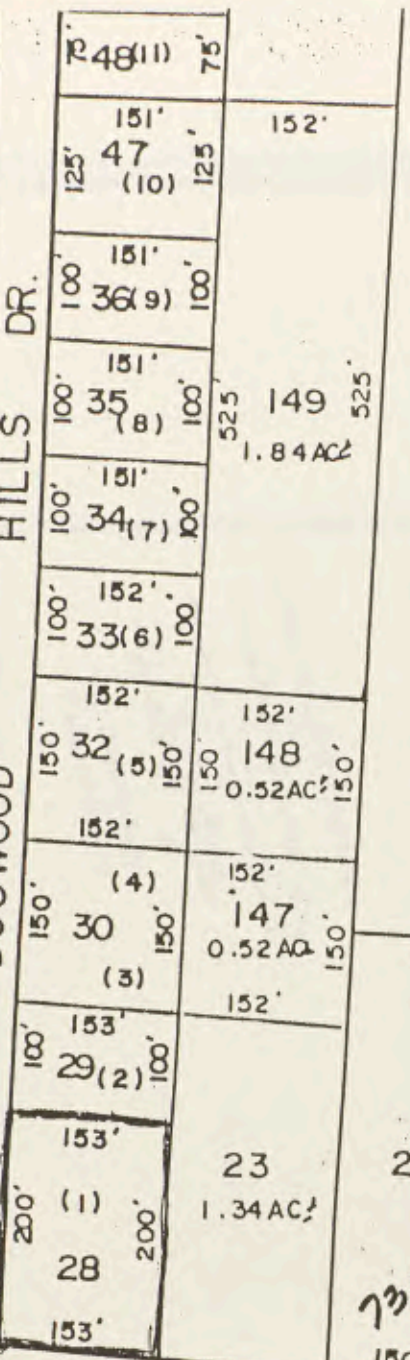 75' 48(11) 75'
151' 152'
125' 47 125'
(10)
151'
100' 36(9) 100'
151'
100' 35 100'
(8)
525' 149 525'
1.84 AC±
151'
100' 34(7) 100'
152'
100' 33(6) 100'
152' 152'
150' 32 (5) 150' 150 148 150'
0.52 AC±
152' 152'
150' (4) 30 (3) 150' 147 150'
0.52 AC±
152'
153'
100' 29(2) 100'
153'
200' (1) 200'
28
153'
23
1.34 AC±
2
HILLS DR.